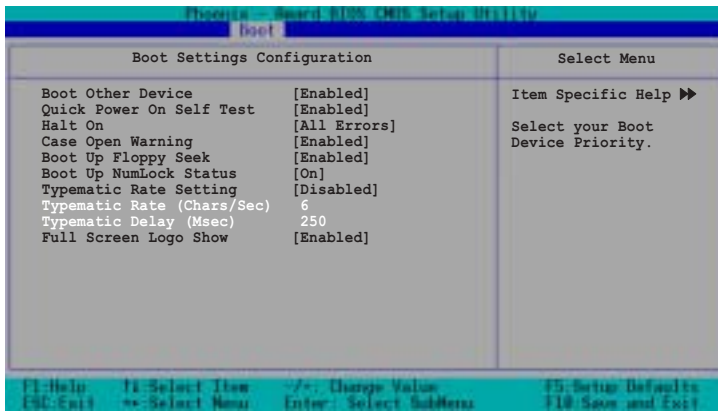 Phoenix - Award BIOS CMOS Setup Utility
Boot
Boot Settings Configuration
Select Menu
Boot Other Device [Enabled]
Quick Power On Self Test [Enabled]
Halt On [All Errors]
Case Open Warning [Enabled]
Boot Up Floppy Seek [Enabled]
Boot Up NumLock Status [On]
Typematic Rate Setting [Disabled]
Typematic Rate (Chars/Sec) 6
Typematic Delay (Msec) 250
Full Screen Logo Show [Enabled]
Item Specific Help
Select your Boot
Device Priority.
F1:Help ↑↓:Select Item -/+: Change Value F5:Setup Defaults
ESC:Exit ↔:Select Menu Enter: Select SubMenu F10:Save and Exit